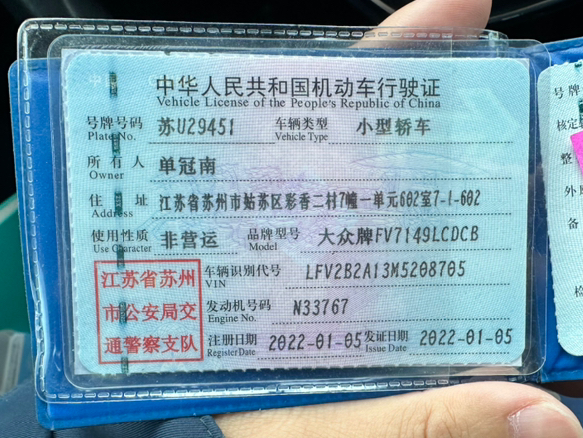 中华人民共和国机动车行驶证
Vehicle License of the People's Republic of China
号牌号码 苏U29451 车辆类型 小型轿车
Plate No. Vehicle Type
所有人 单冠南
Owner
住址 江苏省苏州市姑苏区彩香二村7幢一单元602室7-1-602
Address
使用性质 非营运 品牌型号 大众牌FV7149LCDCB
Use Character Model
江苏省苏州
市公安局交
通警察支队
车辆识别代号 LFV2B2A13M5208705
VIN
发动机号码 N33767
Engine No.
注册日期 2022-01-05 发证日期 2022-01-05
Register Date Issue Date
号牌
核定
整
外
备
检